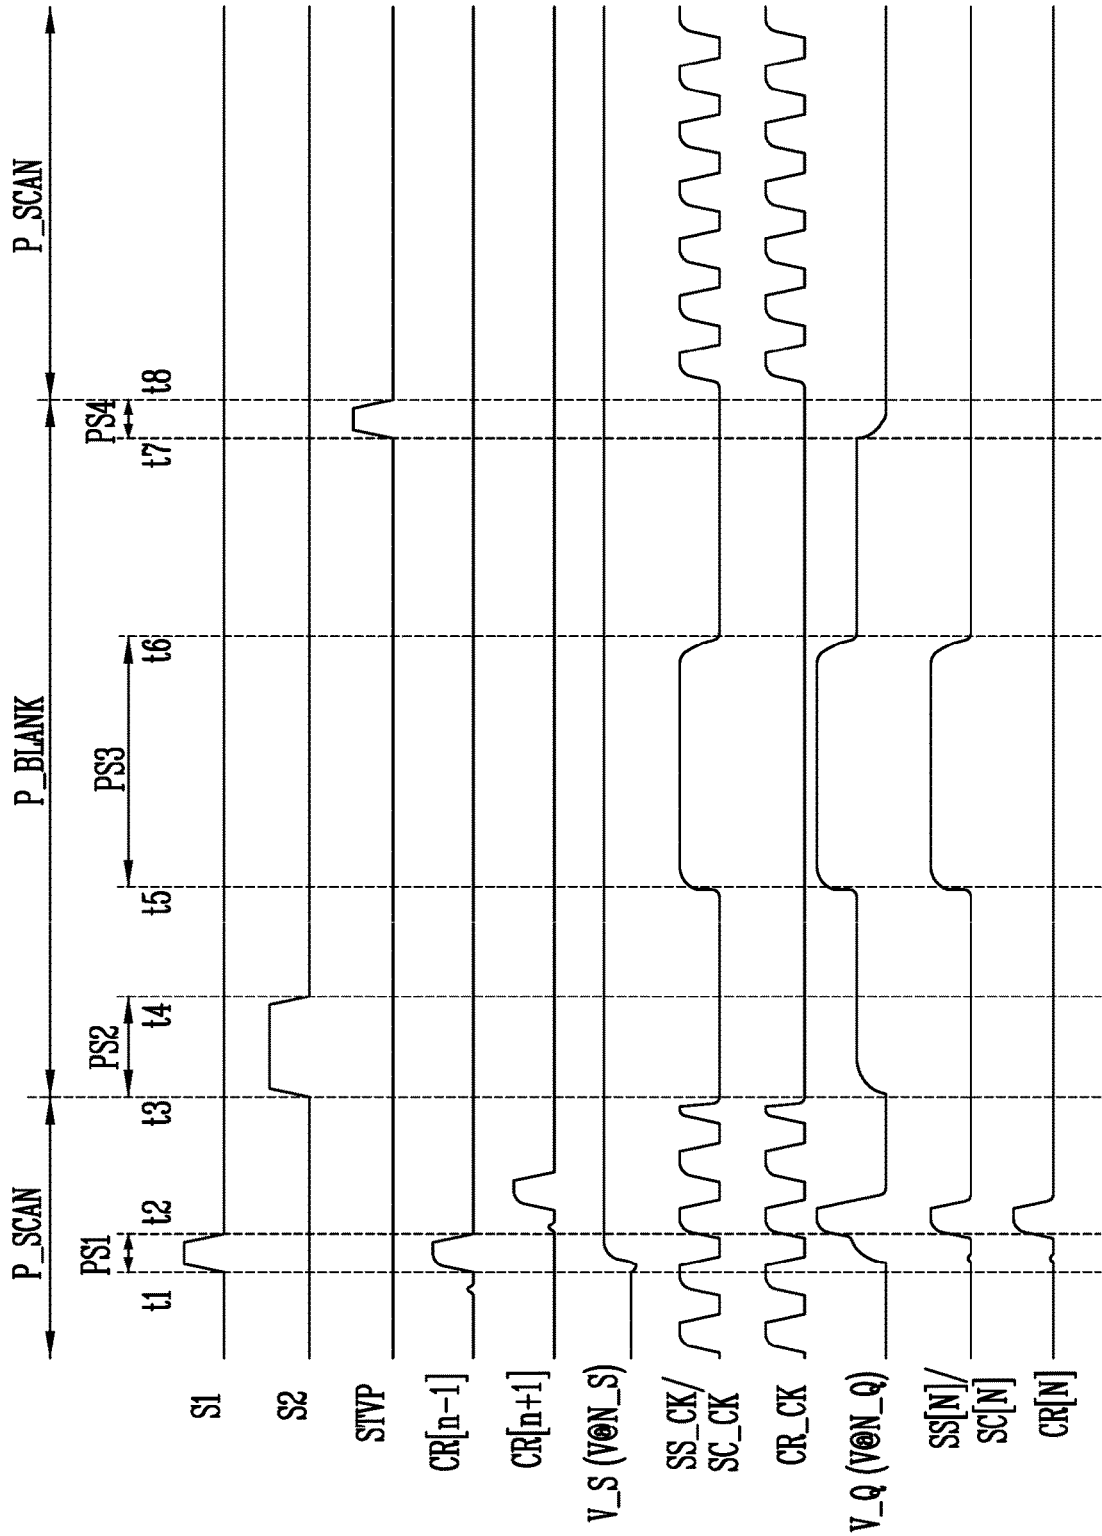 P_SCAN P_BLANK P_SCAN
PS1 PS2 PS3 PS4
t1 t2 t3 t4 t5 t6 t7 t8
S1
S2
STVP
CR[n-1]
CR[n+1]
V_S (V@N_S)
SS_CK/
SC_CK
CR_CK
V_Q (V@N_Q)
SS[N]/
SC[N]
CR[N]